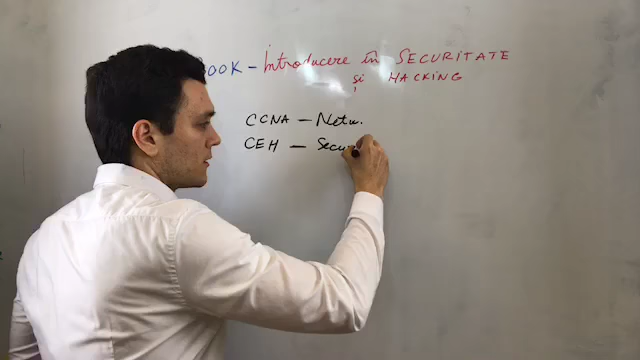 OOK - Introducere în SECURITATE
și HACKING
CCNA - Netw.
CEH - Secu